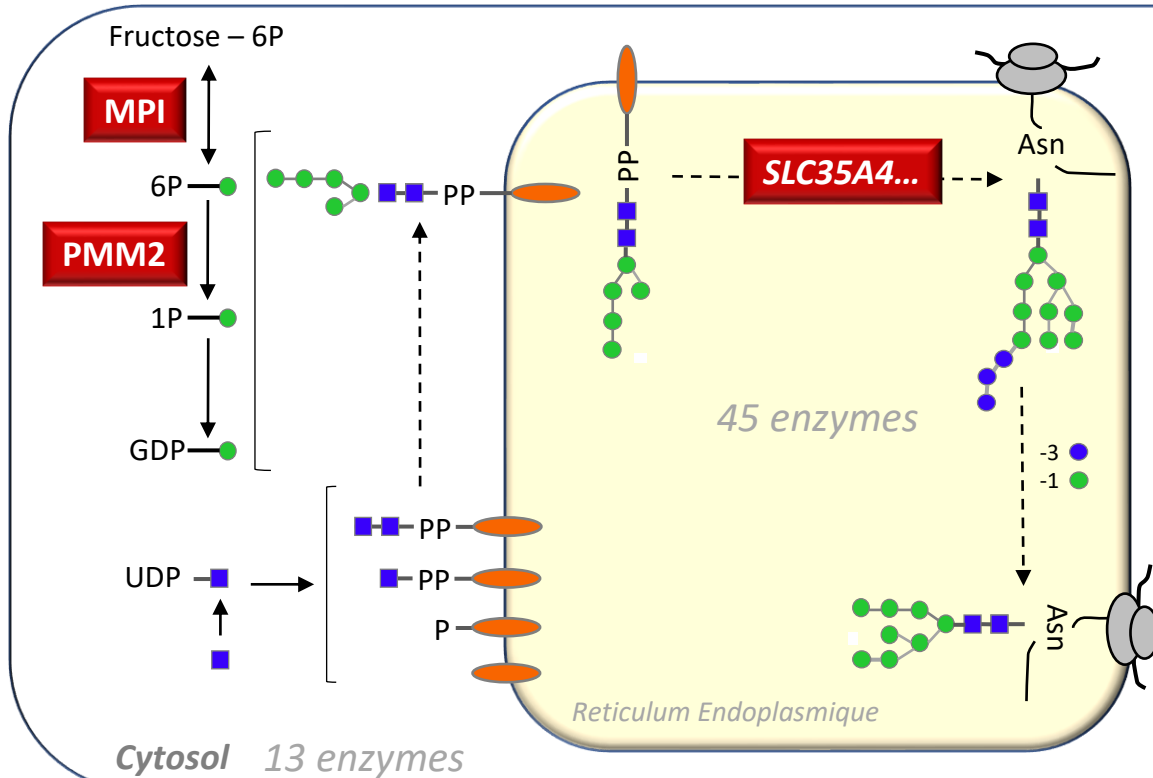 Fructose – 6P
MPI
6P
PMM2
1P
GDP
PP
PP
SLC35A4...
Asn
45 enzymes
-3
-1
PP
UDP
PP
P
Asn
Reticulum Endoplasmique
Cytosol
13 enzymes